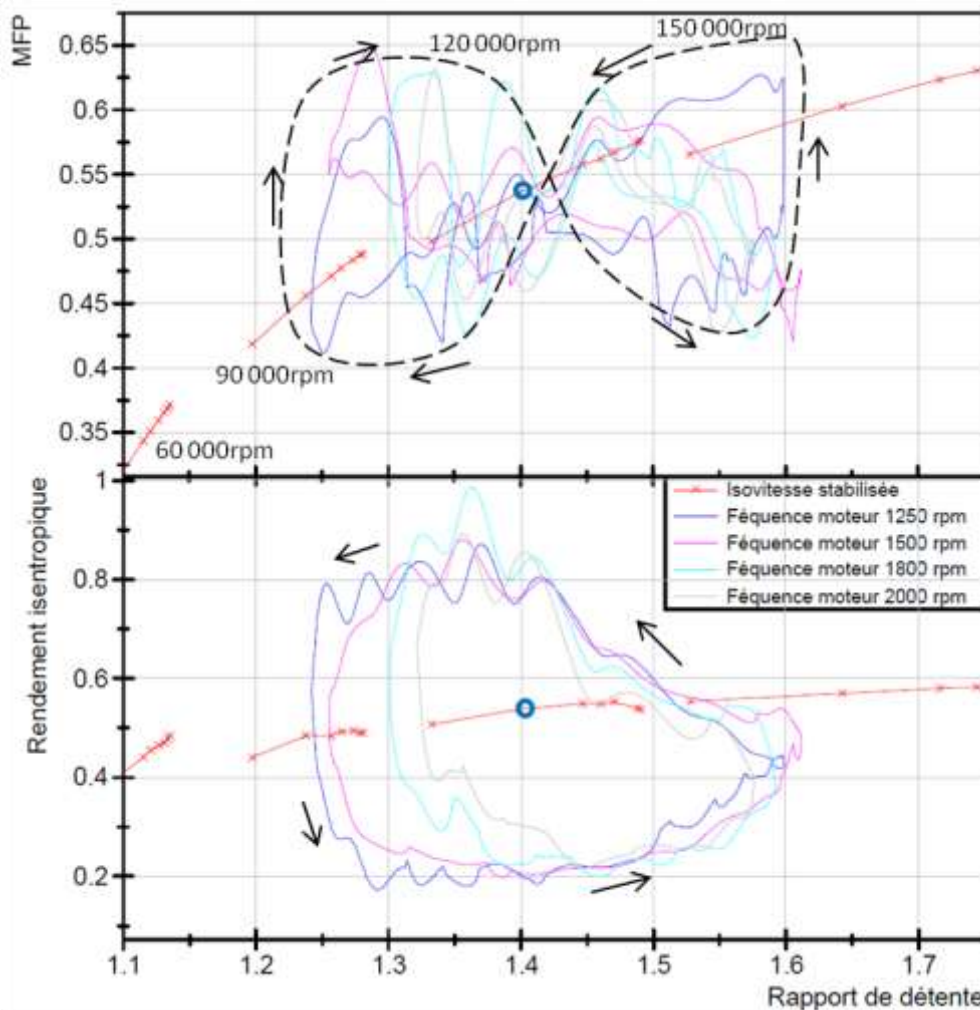 MFP
0.65
0.6
0.55
0.5
0.45
0.4
0.35
120 000rpm
150 000rpm
90 000rpm
60 000rpm
Rendement isentropique
1
0.8
0.6
0.4
0.2
Isovitesse stabilisée
Féquence moteur 1250 rpm
Féquence moteur 1500 rpm
Féquence moteur 1800 rpm
Féquence moteur 2000 rpm
1.1 1.2 1.3 1.4 1.5 1.6 1.7
Rapport de détente